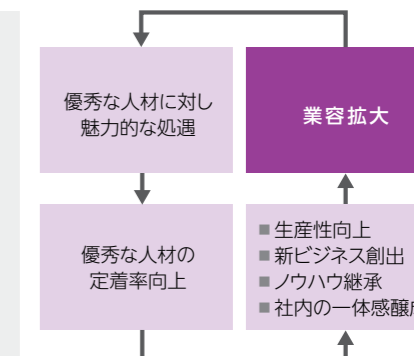 優秀な人材に対し
魅力的な処遇
業容拡大
優秀な人材の
定着率向上
■生産性向上
■新ビジネス創出
■ノウハウ継承
■社内の一体感醸成